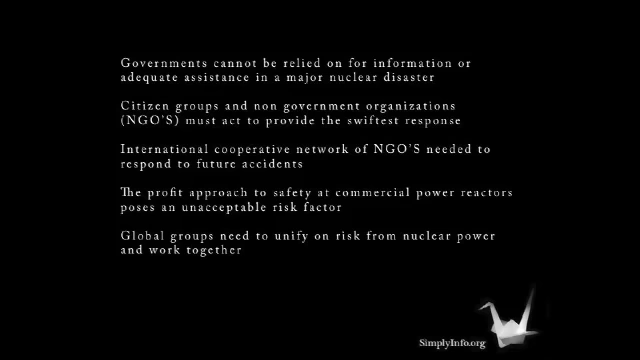 Governments cannot be relied on for information or
adequate assistance in a major nuclear disaster
Citizen groups and non government organizations
(NGO'S) must act to provide the swiftest response
International cooperative network of NGO'S needed to
respond to future accidents
The profit approach to safety at commercial power reactors
poses an unacceptable risk factor
Global groups need to unify on risk from nuclear power
and work together
SimplyInfo.org